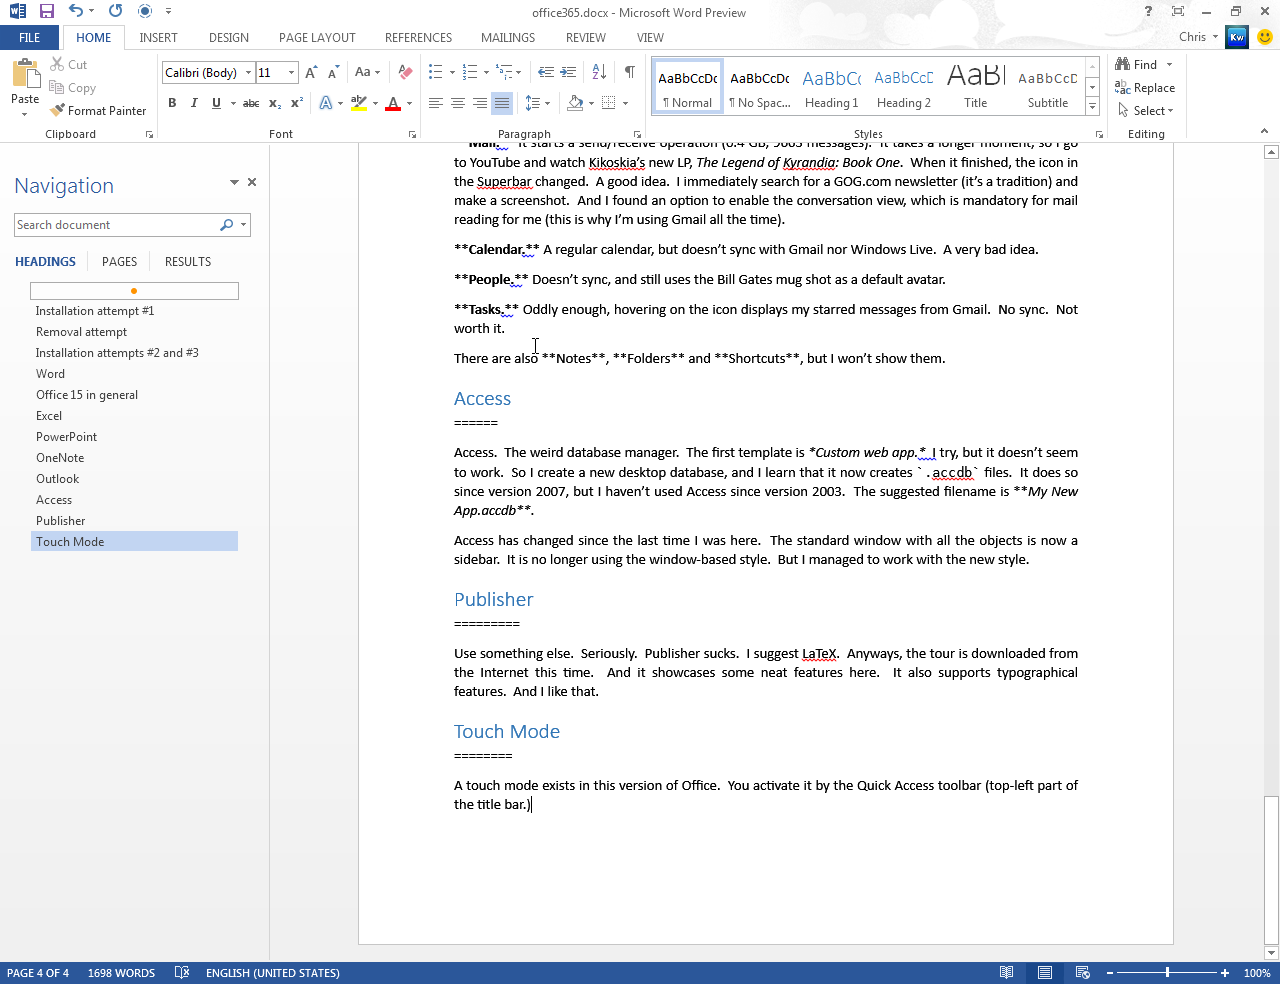 office365.docx - Microsoft Word Preview
FILE HOME INSERT DESIGN PAGE LAYOUT REFERENCES MAILINGS REVIEW VIEW Chris Kw
Cut
Copy
Paste Format Painter
Calibri (Body) 11
Aa
B I U abc x₂ x² A ab A
AaBbCcDc AaBbCcDc AaBbCc AaBbCcD AaB AaBbCcD
¶ Normal ¶ No Spac... Heading 1 Heading 2 Title Subtitle
Find
Replace
Select
Clipboard Font Paragraph Styles Editing
Navigation
Search document
HEADINGS PAGES RESULTS
Installation attempt #1
Removal attempt
Installation attempts #2 and #3
Word
Office 15 in general
Excel
PowerPoint
OneNote
Outlook
Access
Publisher
Touch Mode
**Mail.** It starts a send/receive operation (6.4 GB, 9663 messages). It takes a longer moment, so I go
to YouTube and watch Kikoskia's new LP, The Legend of Kyrandia: Book One. When it finished, the icon in
the Superbar changed. A good idea. I immediately search for a GOG.com newsletter (it's a tradition) and
make a screenshot. And I found an option to enable the conversation view, which is mandatory for mail
reading for me (this is why I'm using Gmail all the time).
**Calendar.** A regular calendar, but doesn't sync with Gmail nor Windows Live. A very bad idea.
**People.** Doesn't sync, and still uses the Bill Gates mug shot as a default avatar.
**Tasks.** Oddly enough, hovering on the icon displays my starred messages from Gmail. No sync. Not
worth it.
There are also **Notes**, **Folders** and **Shortcuts**, but I won't show them.
Access
======
Access. The weird database manager. The first template is *Custom web app.* I try, but it doesn't seem
to work. So I create a new desktop database, and I learn that it now creates `.accdb` files. It does so
since version 2007, but I haven't used Access since version 2003. The suggested filename is **My New
App.accdb**.
Access has changed since the last time I was here. The standard window with all the objects is now a
sidebar. It is no longer using the window-based style. But I managed to work with the new style.
Publisher
=========
Use something else. Seriously. Publisher sucks. I suggest LaTeX. Anyways, the tour is downloaded from
the Internet this time. And it showcases some neat features here. It also supports typographical
features. And I like that.
Touch Mode
========
A touch mode exists in this version of Office. You activate it by the Quick Access toolbar (top-left part of
the title bar.)
PAGE 4 OF 4 1698 WORDS ENGLISH (UNITED STATES) 100%